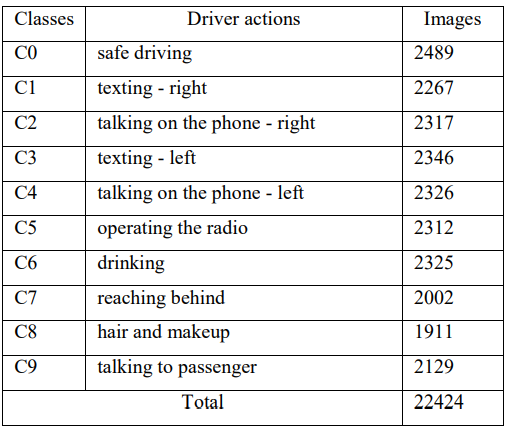 Classes Driver actions Images
C0 safe driving 2489
C1 texting - right 2267
C2 talking on the phone - right 2317
C3 texting - left 2346
C4 talking on the phone - left 2326
C5 operating the radio 2312
C6 drinking 2325
C7 reaching behind 2002
C8 hair and makeup 1911
C9 talking to passenger 2129
Total 22424